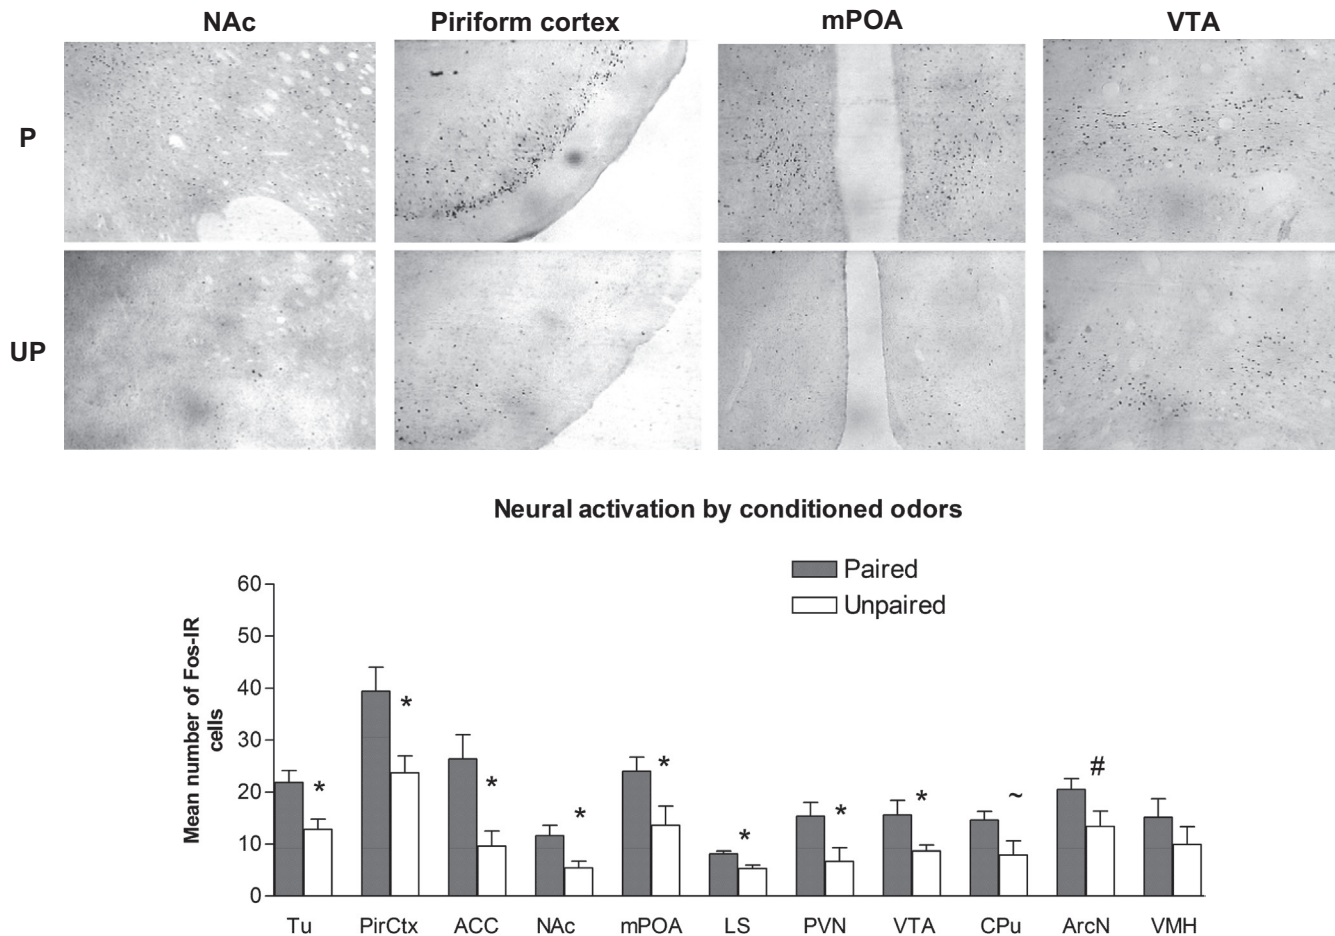 NAc Piriform cortex mPOA VTA
P
UP
Neural activation by conditioned odors
Paired
Unpaired
Mean number of Fos-IR
cells
60
50
40
30
20
10
0
* * * * * * * * ~ #
Tu PirCtx ACC NAc mPOA LS PVN VTA CPu ArcN VMH